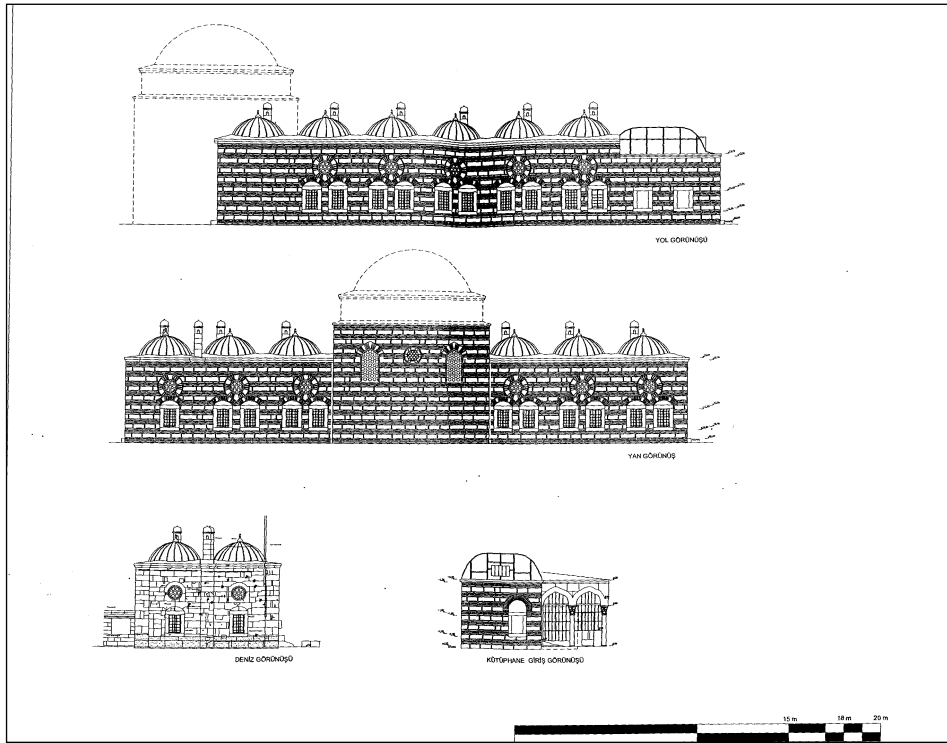 YOL GÖRÜNÜŞÜ
YAN GÖRÜNÜŞ
DENİZ GÖRÜNÜŞÜ
KÜTÜPHANE GİRİŞ GÖRÜNÜŞÜ
15 m 18 m 20 m